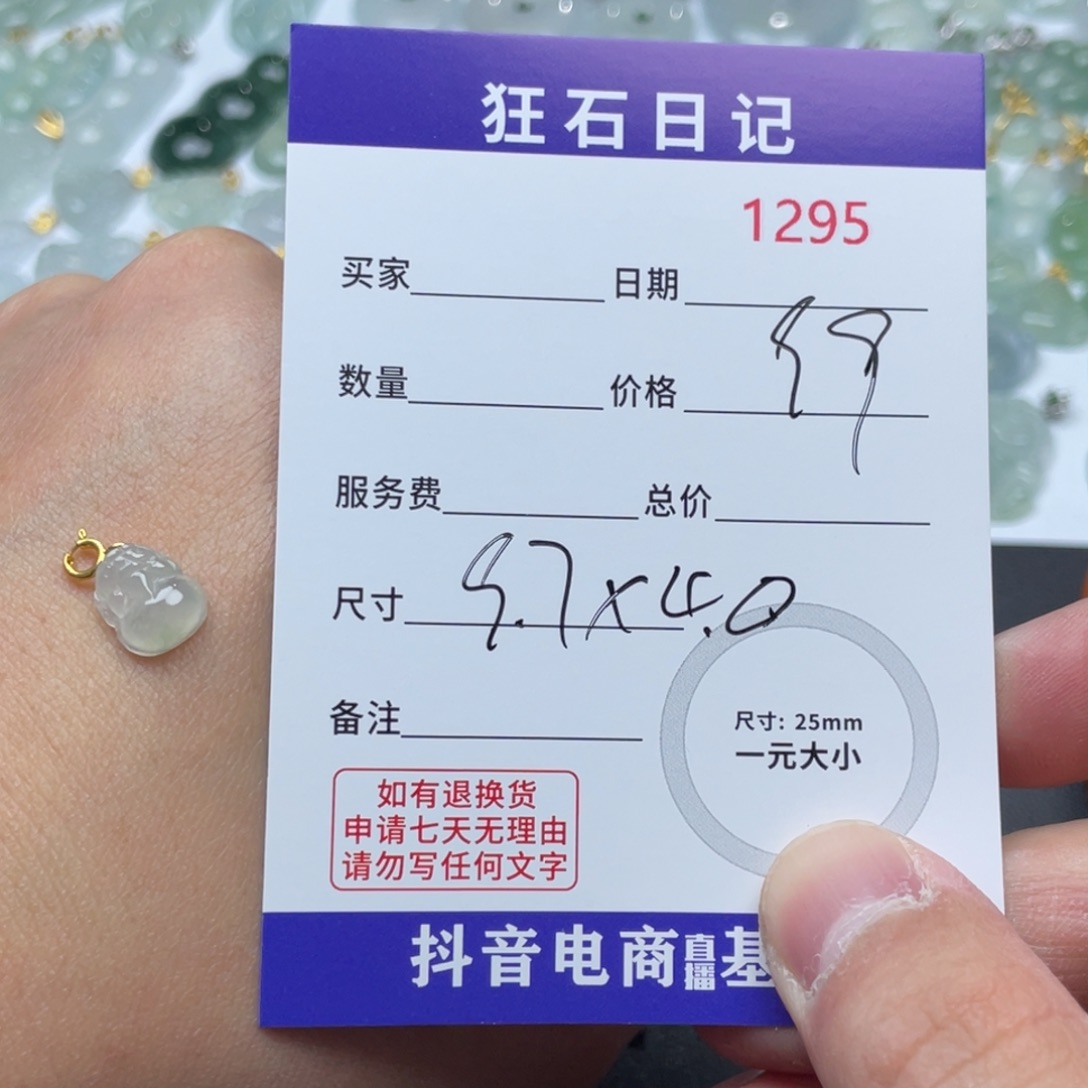 狂石日记
1295
买家 日期
数量 价格 99
服务费 总价
尺寸 9.7×4.0
备注
尺寸: 25mm
一元大小
如有退换货
申请七天无理由
请勿写任何文字
抖音电商直播基